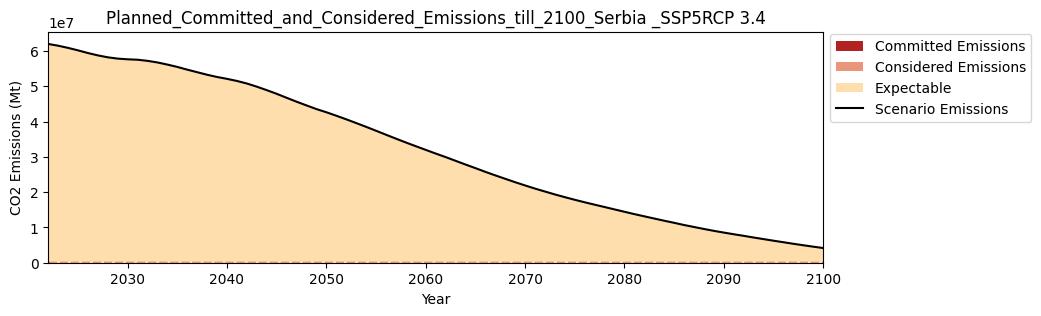 Planned_Committed_and_Considered_Emissions_till_2100_Serbia _SSP5RCP 3.4
1e7
6
5
4
3
2
1
0
CO2 Emissions (Mt)
2030 2040 2050 2060 2070 2080 2090 2100
Year
Committed Emissions
Considered Emissions
Expectable
Scenario Emissions